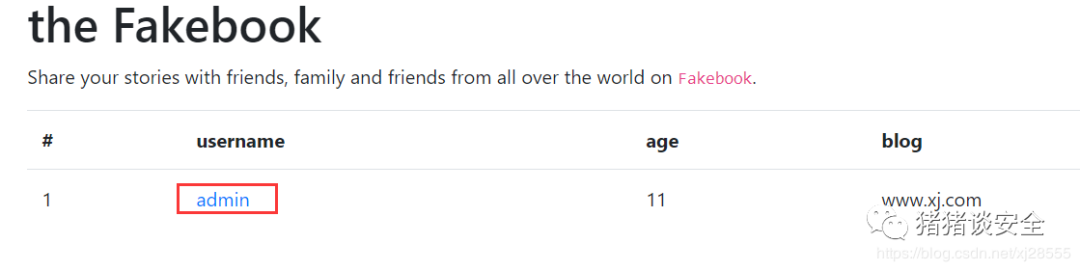 the Fakebook
Share your stories with friends, family and friends from all over the world on Fakebook.
# username age blog
1 admin 11 www.xj.com
猪猪谈安全
https://blog.csdn.net/xj28555